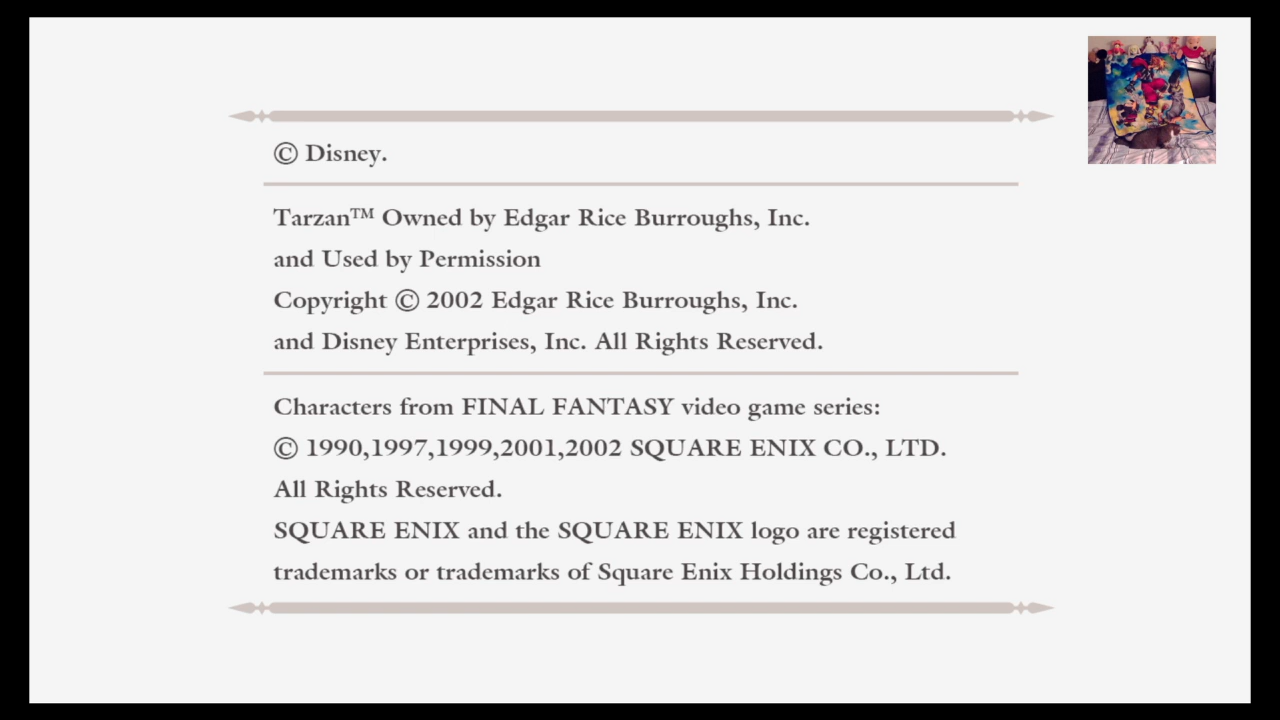 © Disney.
Tarzan™ Owned by Edgar Rice Burroughs, Inc.
and Used by Permission
Copyright © 2002 Edgar Rice Burroughs, Inc.
and Disney Enterprises, Inc. All Rights Reserved.
Characters from FINAL FANTASY video game series:
© 1990,1997,1999,2001,2002 SQUARE ENIX CO., LTD.
All Rights Reserved.
SQUARE ENIX and the SQUARE ENIX logo are registered
trademarks or trademarks of Square Enix Holdings Co., Ltd.